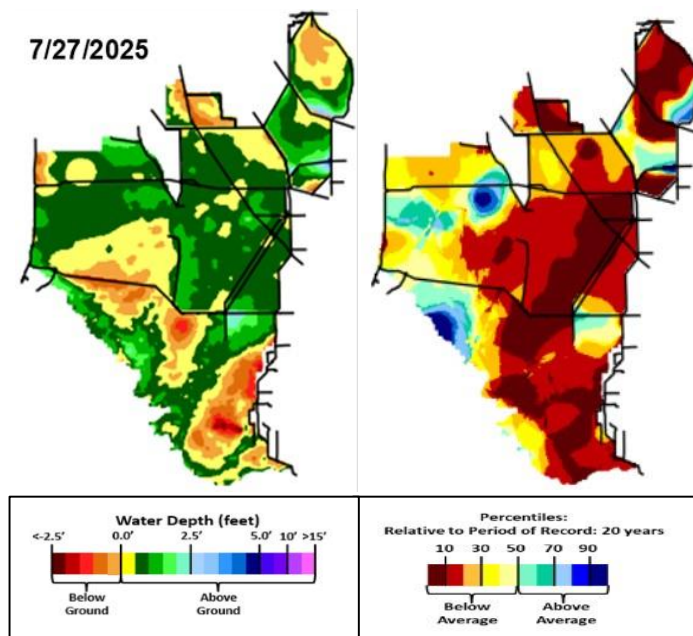 7/27/2025
Water Depth (feet)
<-2.5' 0.0' 2.5' 5.0' 10' >15'
Below
Ground
Above
Ground
Percentiles:
Relative to Period of Record: 20 years
10 30 50 70 90
Below
Average
Above
Average